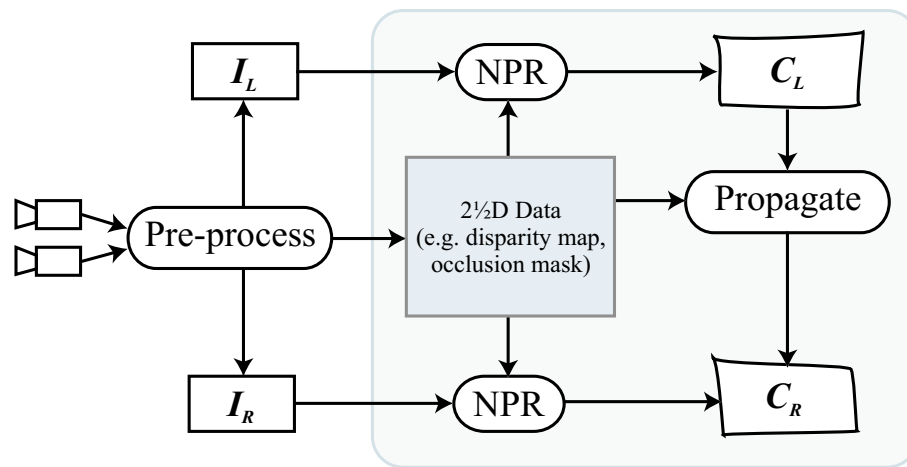 I_L
NPR
C_L
Pre-process
2½D Data
(e.g. disparity map,
occlusion mask)
Propagate
I_R
NPR
C_R